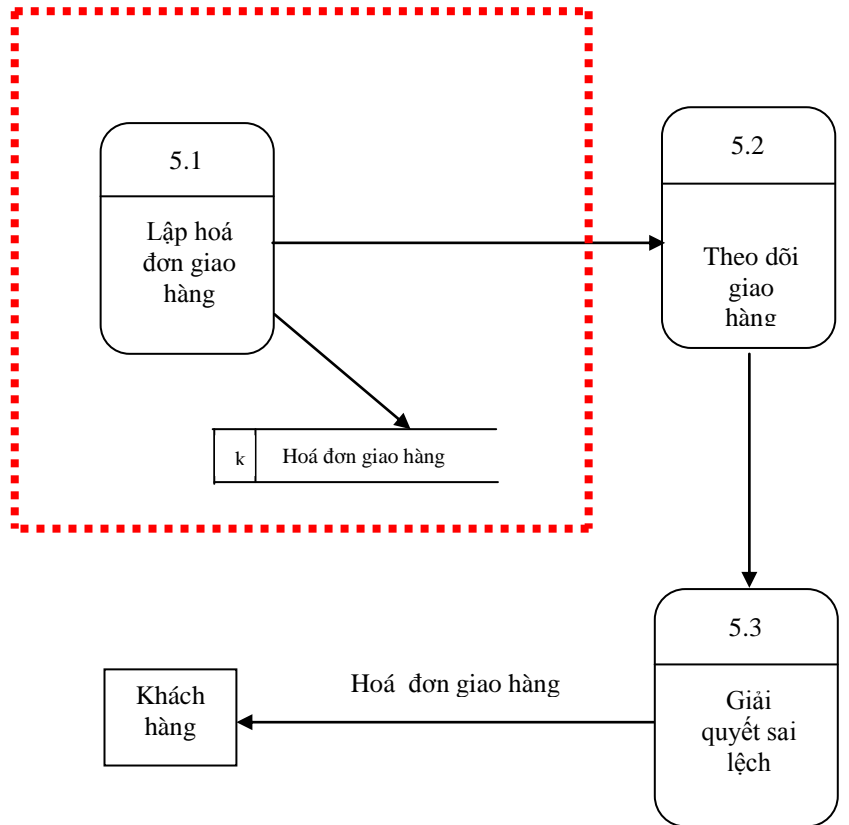 5.1
Lập hoá
đơn giao
hàng
5.2
Theo dõi
giao
hàng
k
Hoá đơn giao hàng
5.3
Giải
quyết sai
lệch
Hoá đơn giao hàng
Khách
hàng